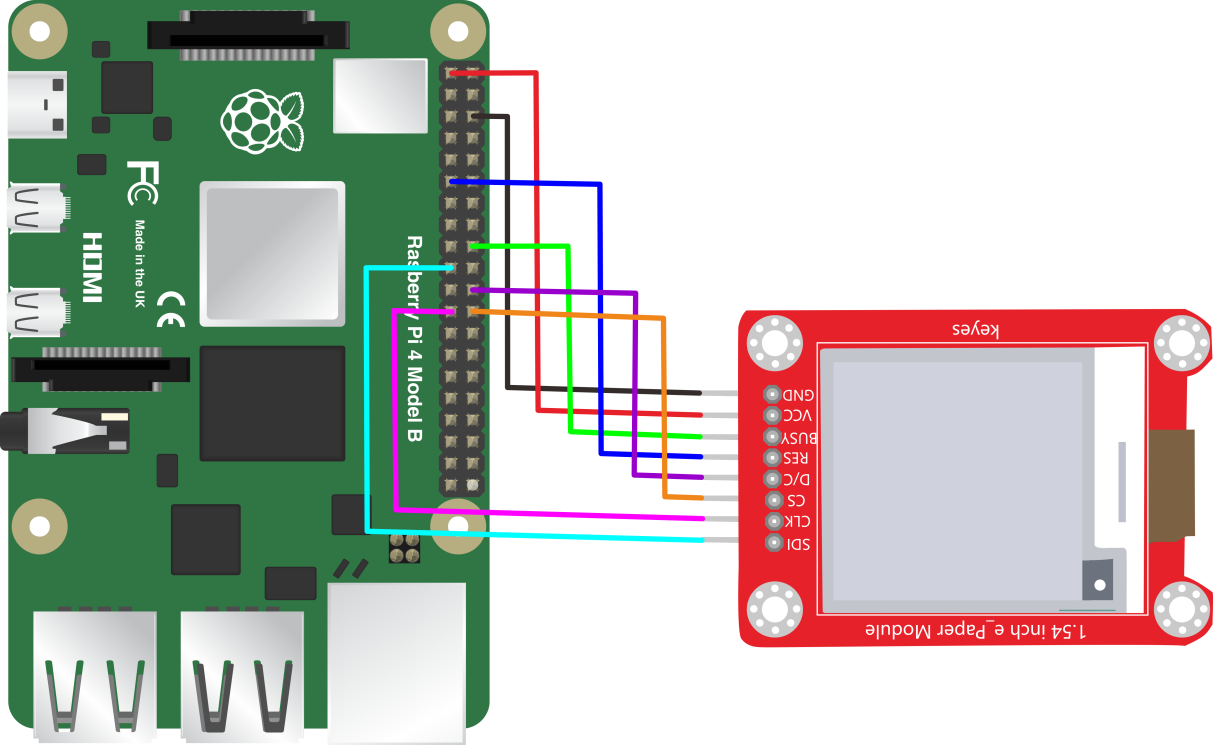 FC
Made in the UK
HDMI
CE
Raspberry Pi 4 Model B
keyes
GND
VCC
BUSY
RES
D/C
CS
CLK
SDI
1.54 inch e_Paper Module